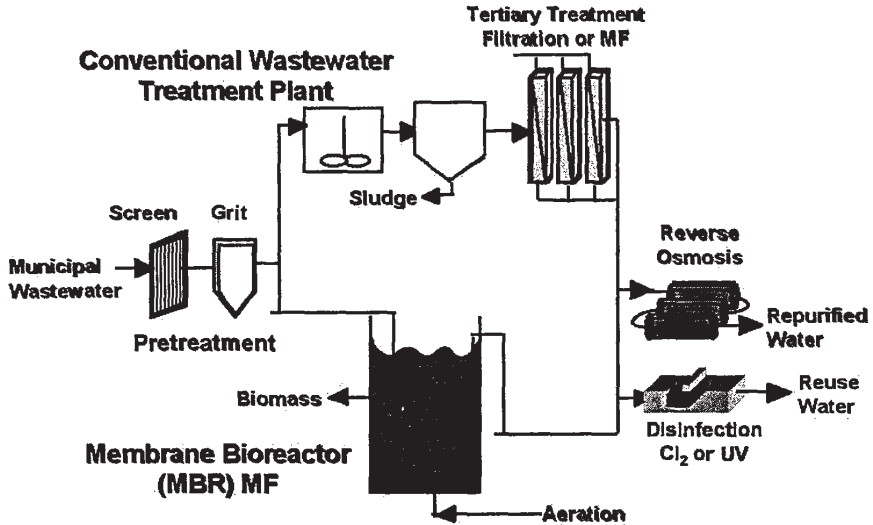 Tertiary Treatment
Filtration or MF
Conventional Wastewater
Treatment Plant
Sludge
Screen
Grit
Municipal
Wastewater
Pretreatment
Reverse
Osmosis
Repurified
Water
Biomass
Reuse
Water
Disinfection
Cl₂ or UV
Membrane Bioreactor
(MBR) MF
Aeration